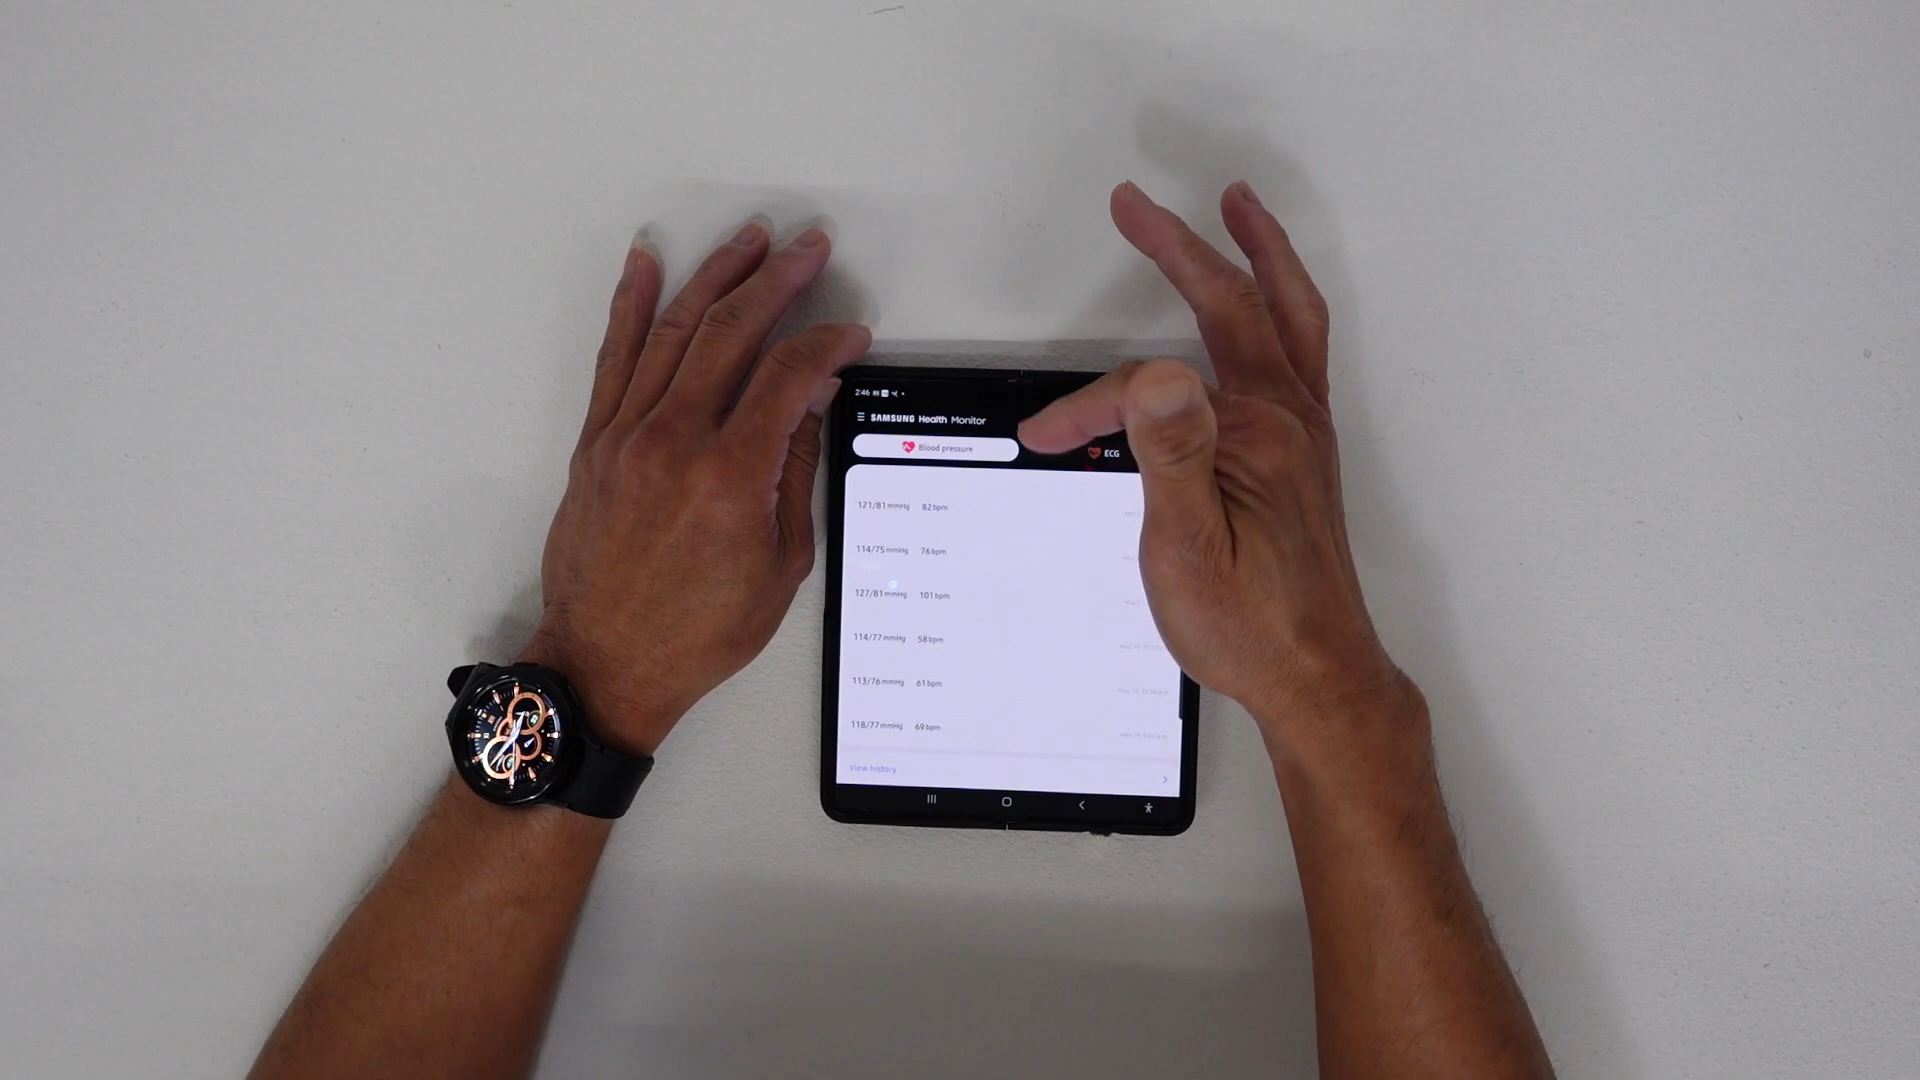 2:46
SAMSUNG Health Monitor
Blood pressure
ECG
121/81 mmHg 82 bpm
114/75 mmHg 76 bpm
127/81 mmHg 101 bpm
114/77 mmHg 58 bpm
113/76 mmHg 61 bpm
118/77 mmHg 69 bpm
View history